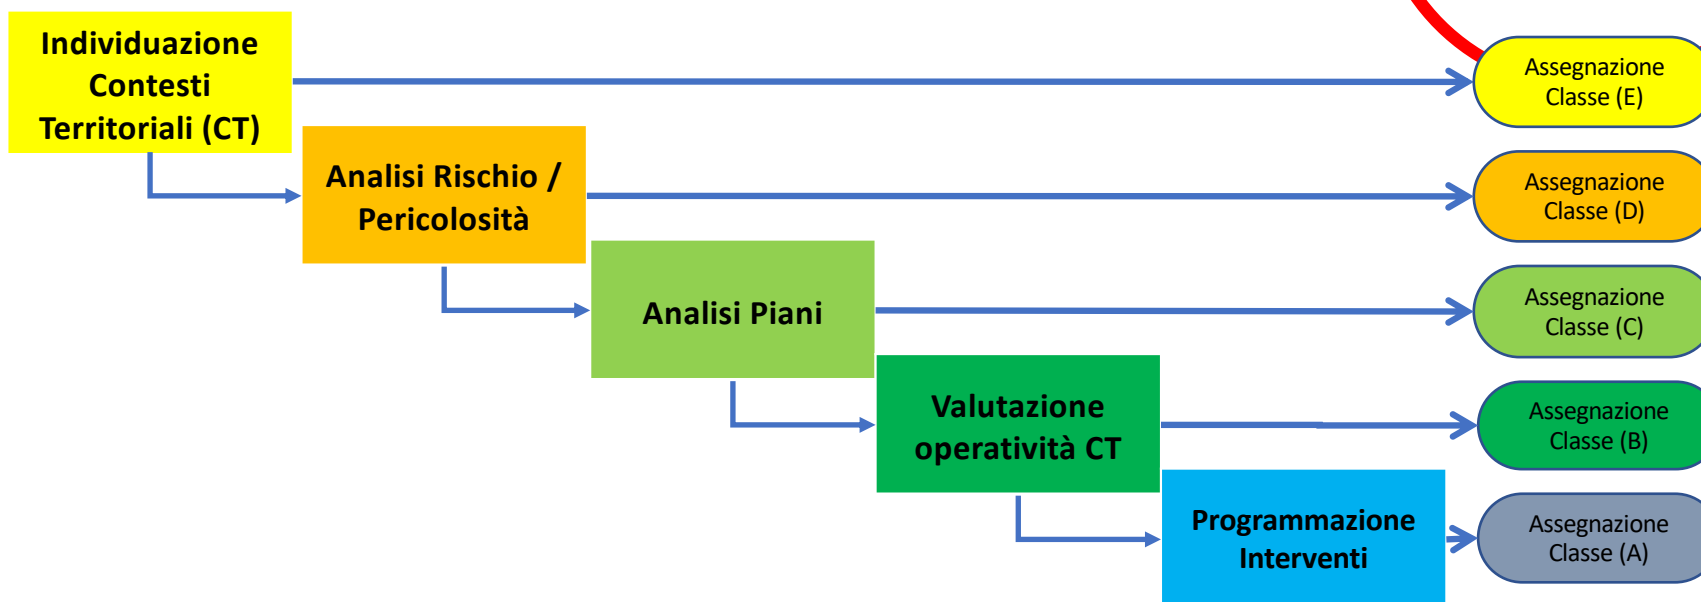 Individuazione
Contesti
Territoriali (CT)
Assegnazione
Classe (E)
Analisi Rischio /
Pericolosità
Assegnazione
Classe (D)
Analisi Piani
Assegnazione
Classe (C)
Valutazione
operatività CT
Assegnazione
Classe (B)
Programmazione
Interventi
Assegnazione
Classe (A)